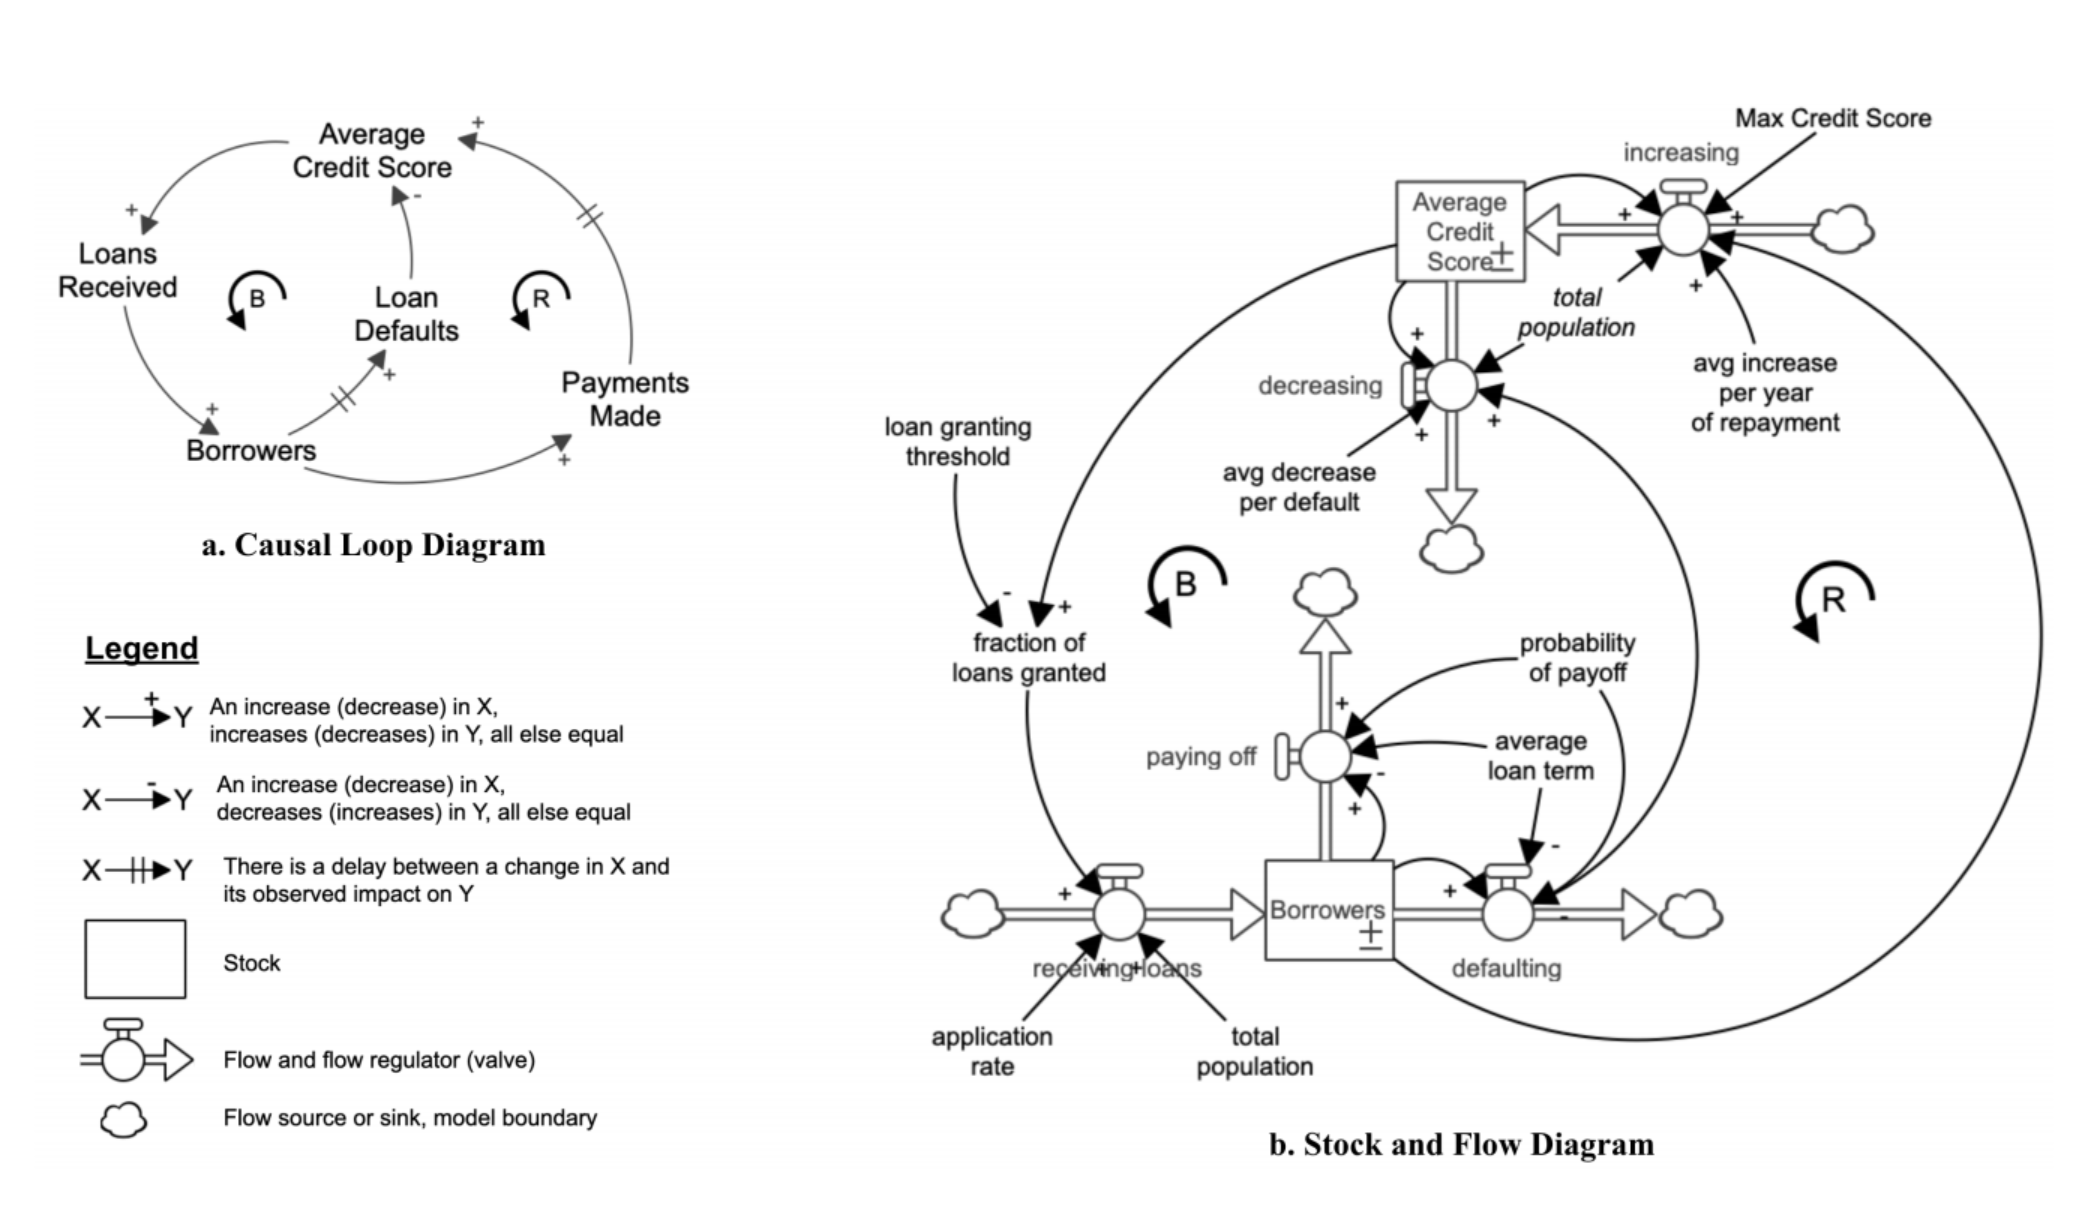 Average
Credit Score
+
+
-
Loans
Received
B
Loan
Defaults
R
+
Payments
Made
+
Borrowers
+
a. Causal Loop Diagram
Legend
X + Y An increase (decrease) in X,
increases (decreases) in Y, all else equal
X - Y An increase (decrease) in X,
decreases (increases) in Y, all else equal
X Y There is a delay between a change in X and
its observed impact on Y
Stock
Flow and flow regulator (valve)
Flow source or sink, model boundary
Max Credit Score
increasing
Average
Credit
Score ±
+
+
+
total
population
avg increase
per year
of repayment
+
decreasing
+
+
avg decrease
per default
loan granting
threshold
-
+
fraction of
loans granted
B
R
probability
of payoff
+
average
loan term
paying off
-
+
-
+
Borrowers
±
+
-
receiving loans
+
+
defaulting
application
rate
total
population
b. Stock and Flow Diagram